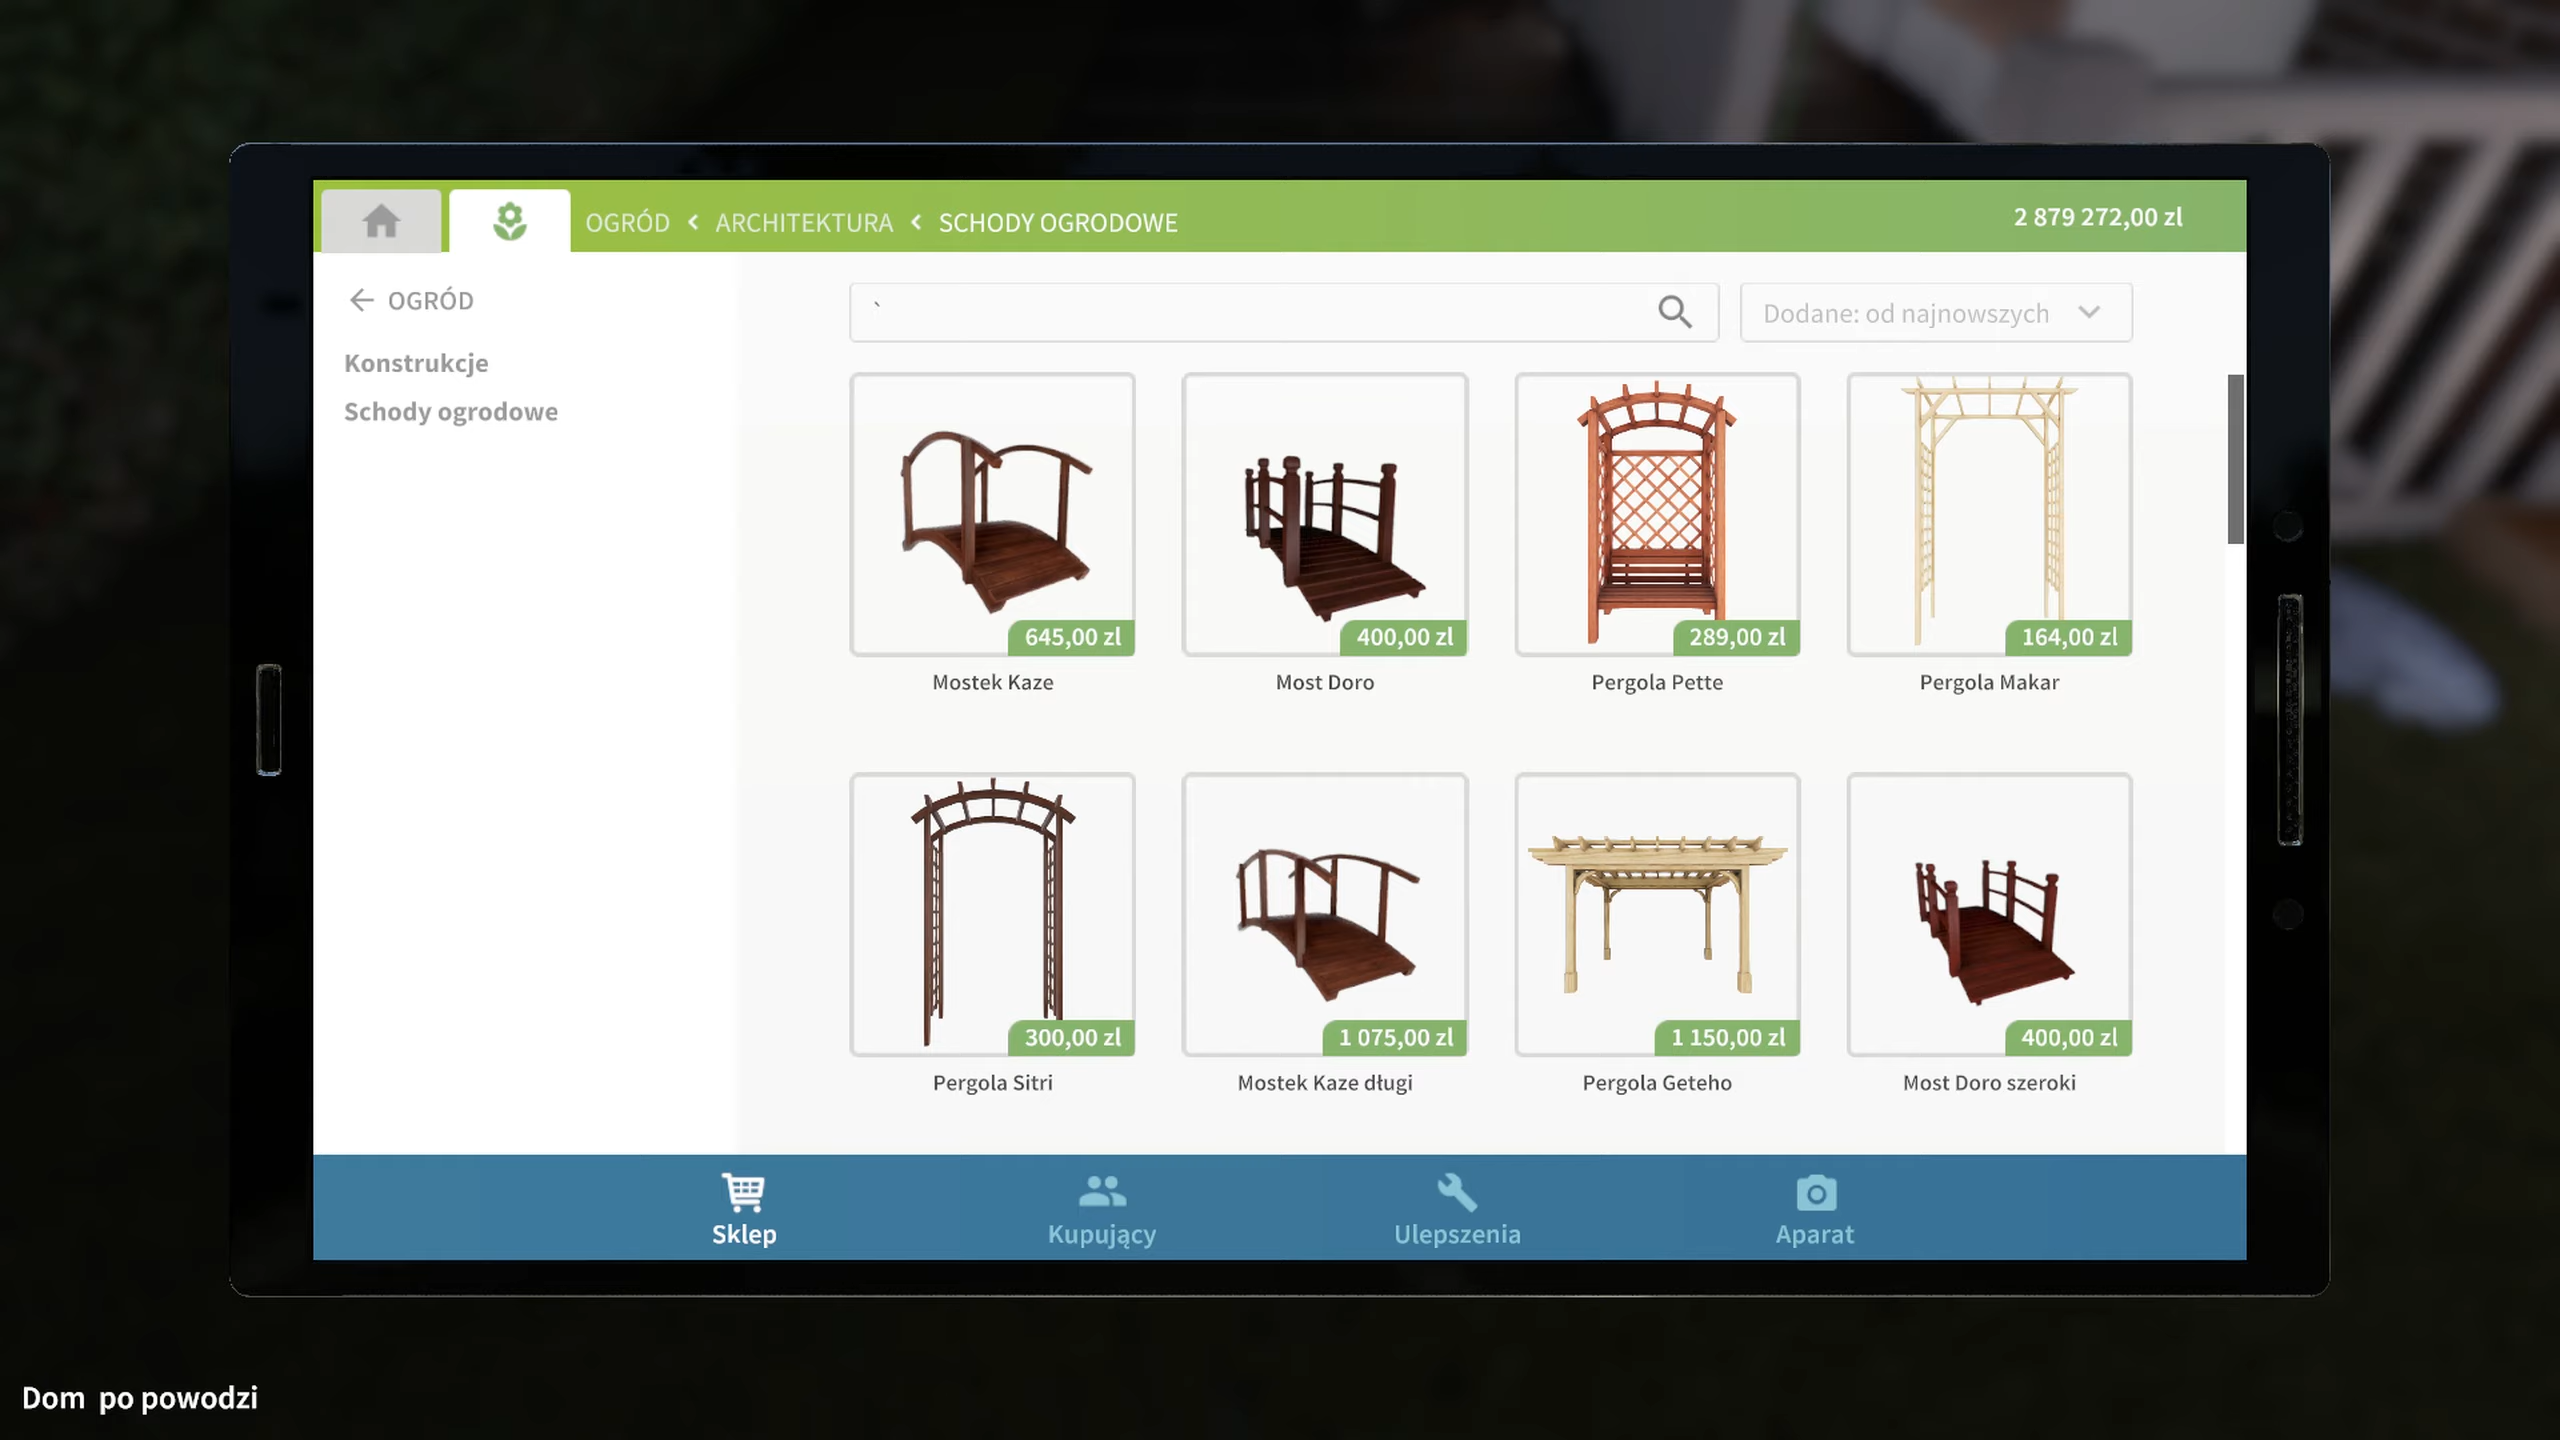 OGRÓD < ARCHITEKTURA < SCHODY OGRODOWE
2 879 272,00 zl
OGRÓD
Konstrukcje
Schody ogrodowe
`
Dodane: od najnowszych
645,00 zl
400,00 zl
289,00 zl
164,00 zl
Mostek Kaze
Most Doro
Pergola Pette
Pergola Makar
300,00 zl
1 075,00 zl
1 150,00 zl
400,00 zl
Pergola Sitri
Mostek Kaze długi
Pergola Geteho
Most Doro szeroki
Sklep
Kupujący
Ulepszenia
Aparat
Dom po powodzi